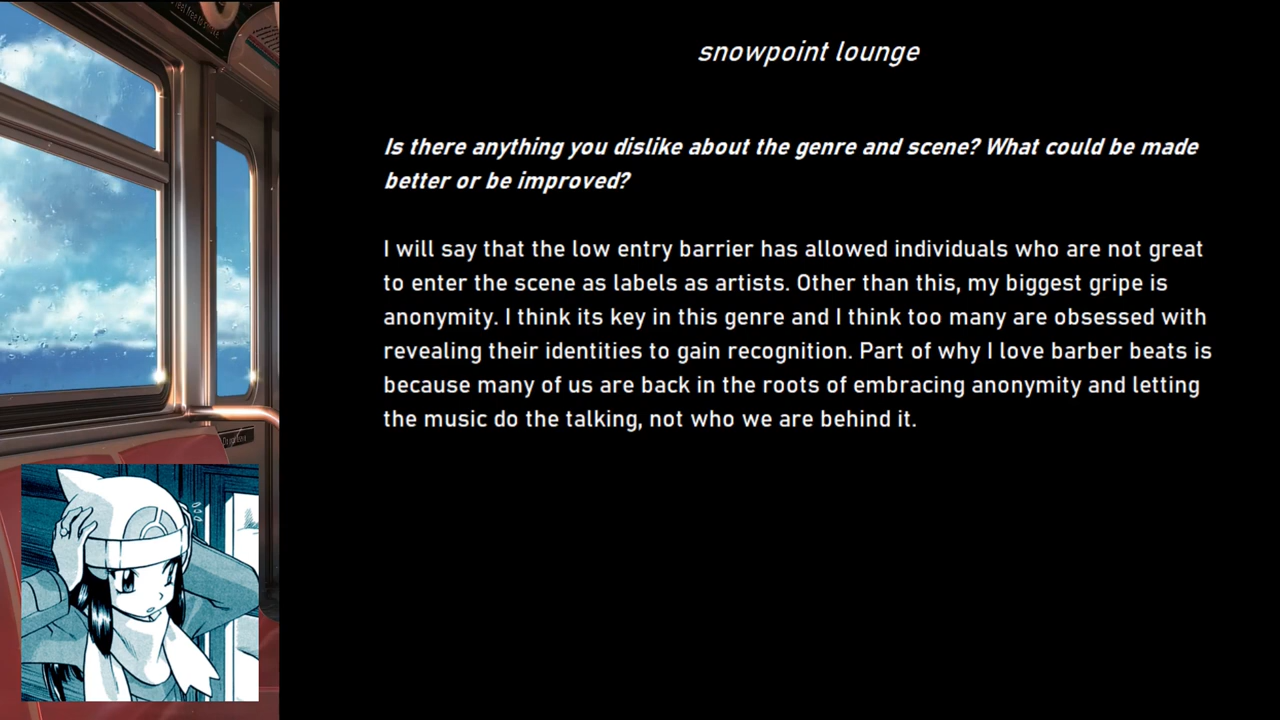 snowpoint lounge
Is there anything you dislike about the genre and scene? What could be made
better or be improved?
I will say that the low entry barrier has allowed individuals who are not great
to enter the scene as labels as artists. Other than this, my biggest gripe is
anonymity. I think its key in this genre and I think too many are obsessed with
revealing their identities to gain recognition. Part of why I love barber beats is
because many of us are back in the roots of embracing anonymity and letting
the music do the talking, not who we are behind it.